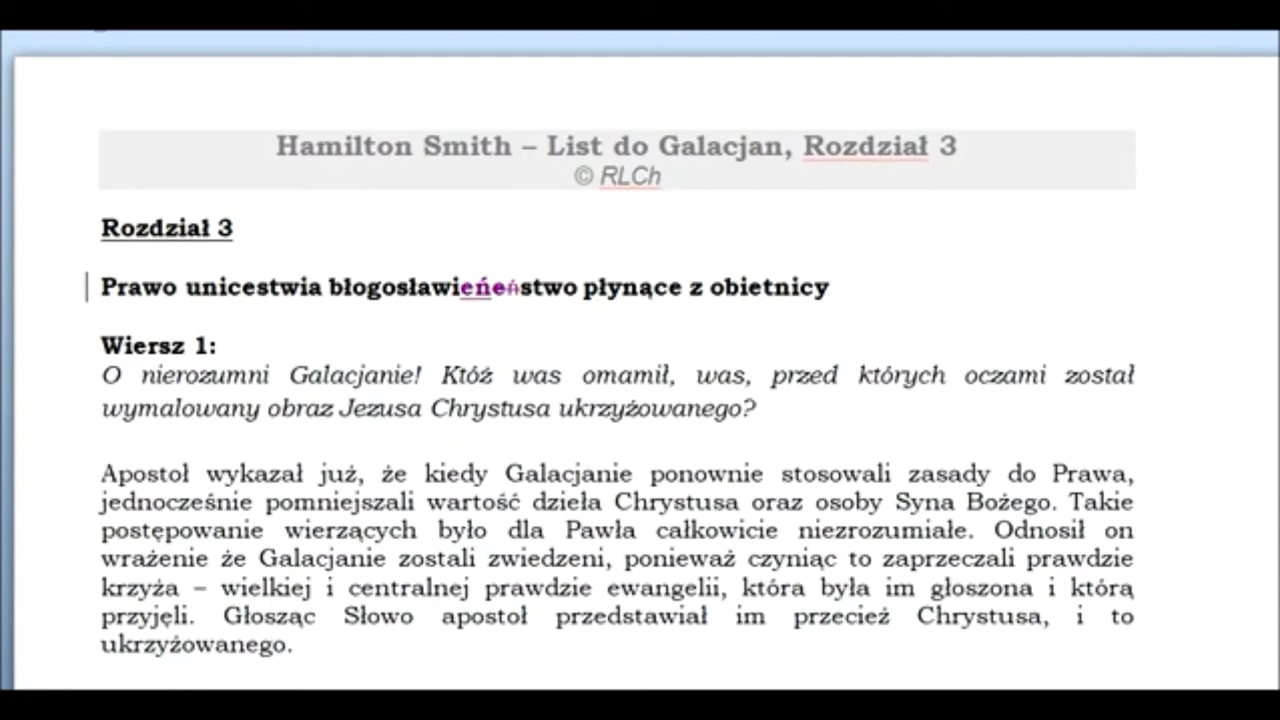 Hamilton Smith – List do Galacjan, Rozdział 3
© RLCh
Rozdział 3
Prawo unicestwia błogosławieńeństwo płynące z obietnicy
Wiersz 1:
O nierozumni Galacjanie! Któż was omamił, was, przed których oczami został
wymalowany obraz Jezusa Chrystusa ukrzyżowanego?
Apostoł wykazał już, że kiedy Galacjanie ponownie stosowali zasady do Prawa,
jednocześnie pomniejszali wartość dzieła Chrystusa oraz osoby Syna Bożego. Takie
postępowanie wierzących było dla Pawła całkowicie niezrozumiałe. Odnosił on
wrażenie że Galacjanie zostali zwiedzeni, ponieważ czyniąc to zaprzeczali prawdzie
krzyża – wielkiej i centralnej prawdzie ewangelii, która była im głoszona i którą
przyjęli. Głosząc Słowo apostoł przedstawiał im przecież Chrystusa, i to
ukrzyżowanego.